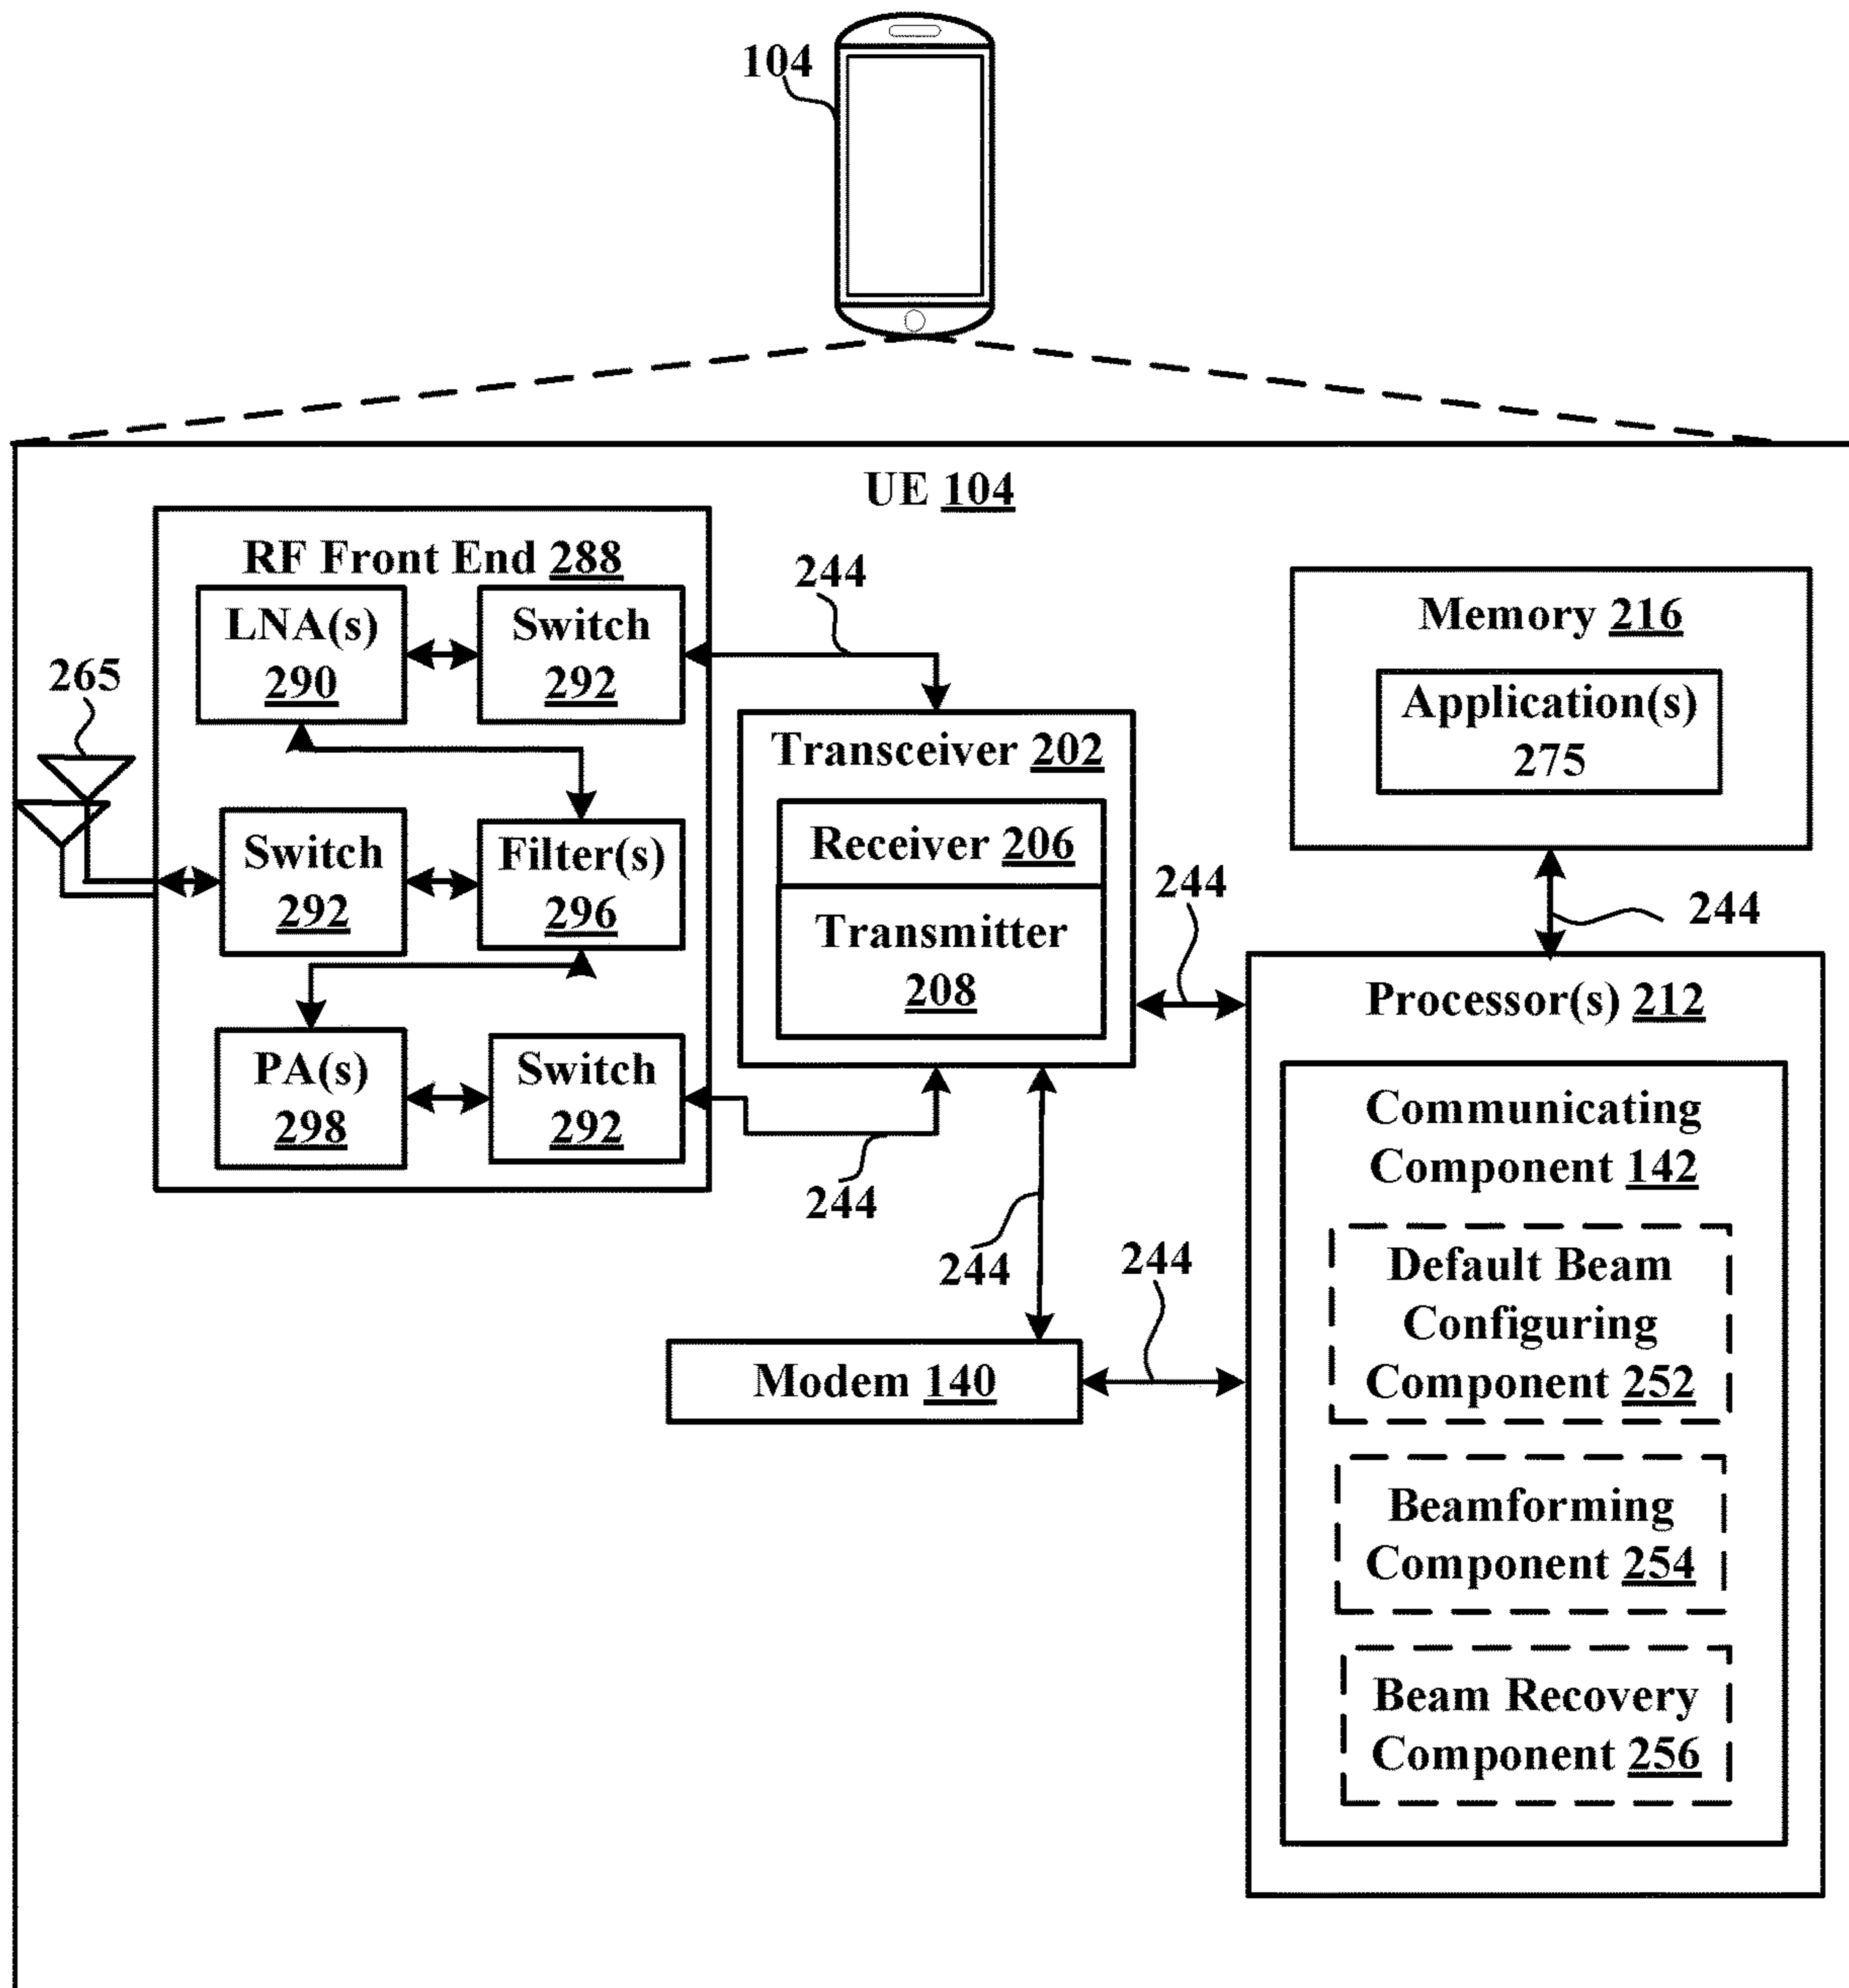 104
UE 104
RF Front End 288
LNA(s)
290
Switch
292
244
265
Switch
292
Filter(s)
296
PA(s)
298
Switch
292
244
Transceiver 202
Receiver 206
Transmitter
208
244
244
Modem 140
244
Memory 216
Application(s)
275
244
Processor(s) 212
Communicating
Component 142
Default Beam
Configuring
Component 252
Beamforming
Component 254
Beam Recovery
Component 256